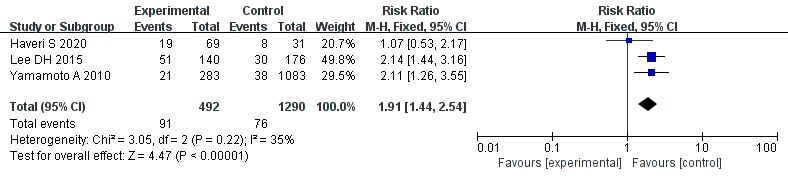 Experimental Control Risk Ratio Risk Ratio
Study or Subgroup Events Total Events Total Weight M-H, Fixed, 95% CI M-H, Fixed, 95% CI
Haveri S 2020 19 69 8 31 20.7% 1.07 [0.53, 2.17]
Lee DH 2015 51 140 30 176 49.8% 2.14 [1.44, 3.16]
Yamamoto A 2010 21 283 38 1083 29.5% 2.11 [1.26, 3.55]
Total (95% CI) 492 1290 100.0% 1.91 [1.44, 2.54]
Total events 91 76
Heterogeneity: Chi² = 3.05, df = 2 (P = 0.22); I² = 35%
Test for overall effect: Z = 4.47 (P < 0.00001)
0.01 0.1 1 10 100
Favours [experimental] Favours [control]